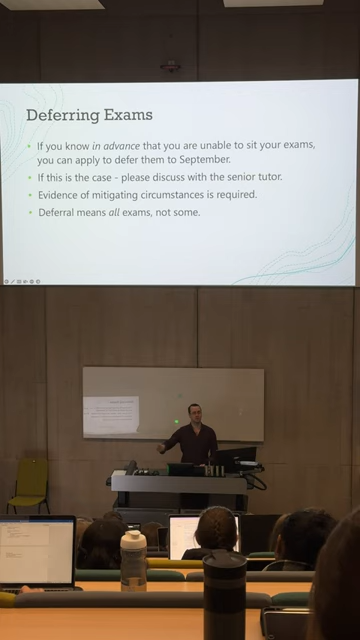 Deferring Exams
If you know in advance that you are unable to sit your exams,
you can apply to defer them to September.
If this is the case - please discuss with the senior tutor.
Evidence of mitigating circumstances is required.
Deferral means all exams, not some.